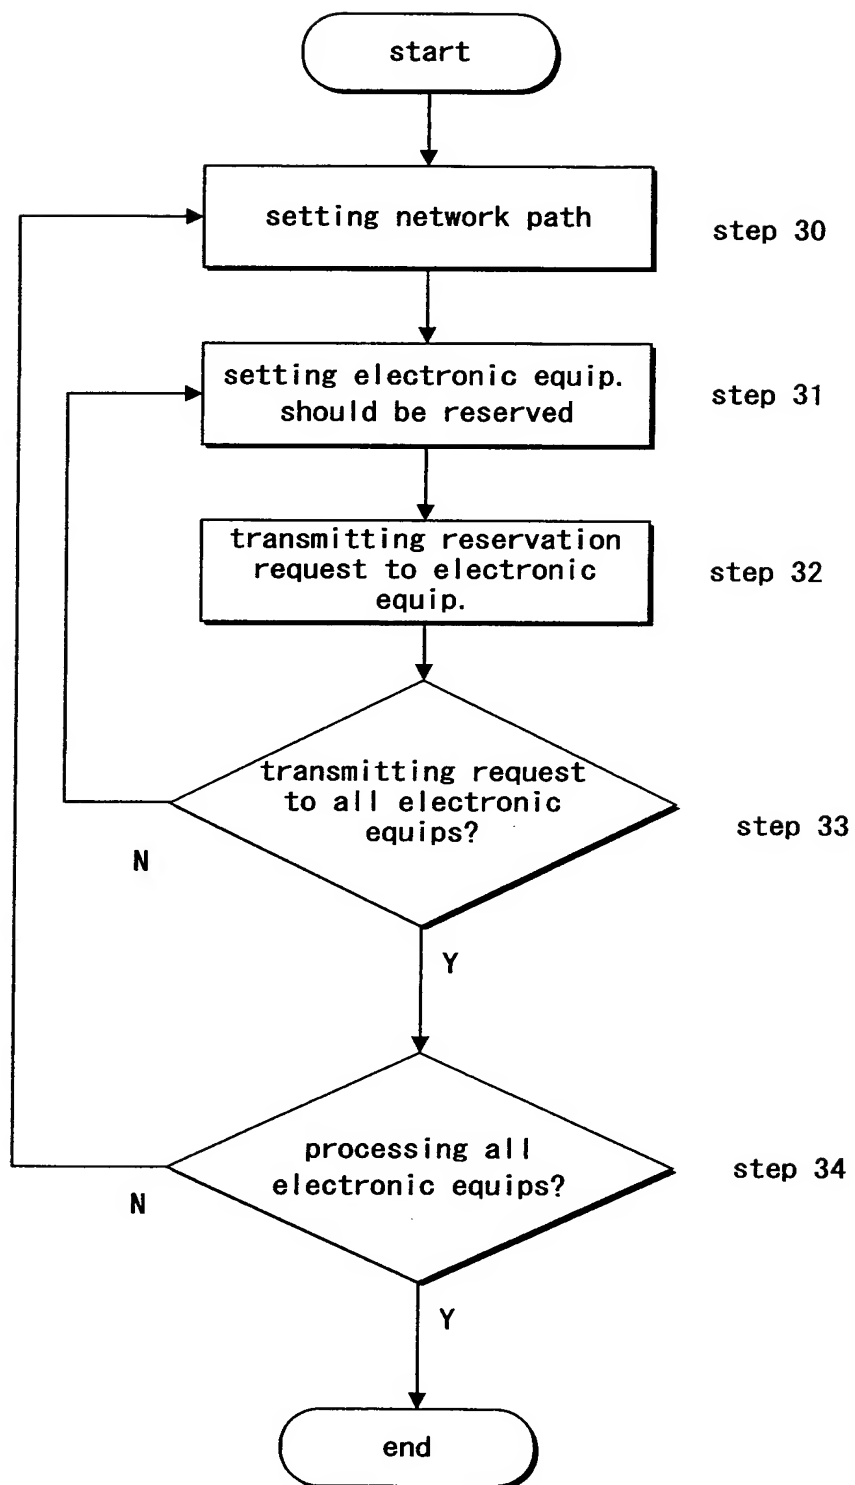 start
setting network path
step 30
setting electronic equip.
should be reserved
step 31
transmitting reservation
request to electronic
equip.
step 32
transmitting request
to all electronic
equips?
step 33
N
Y
processing all
electronic equips?
step 34
N
Y
end